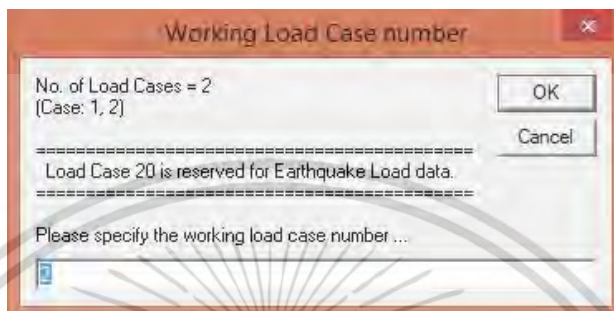 Working Load Case number
No. of Load Cases = 2
(Case: 1, 2)
OK
Cancel
================================================
Load Case 20 is reserved for Earthquake Load data.
================================================
Please specify the working load case number ...
2